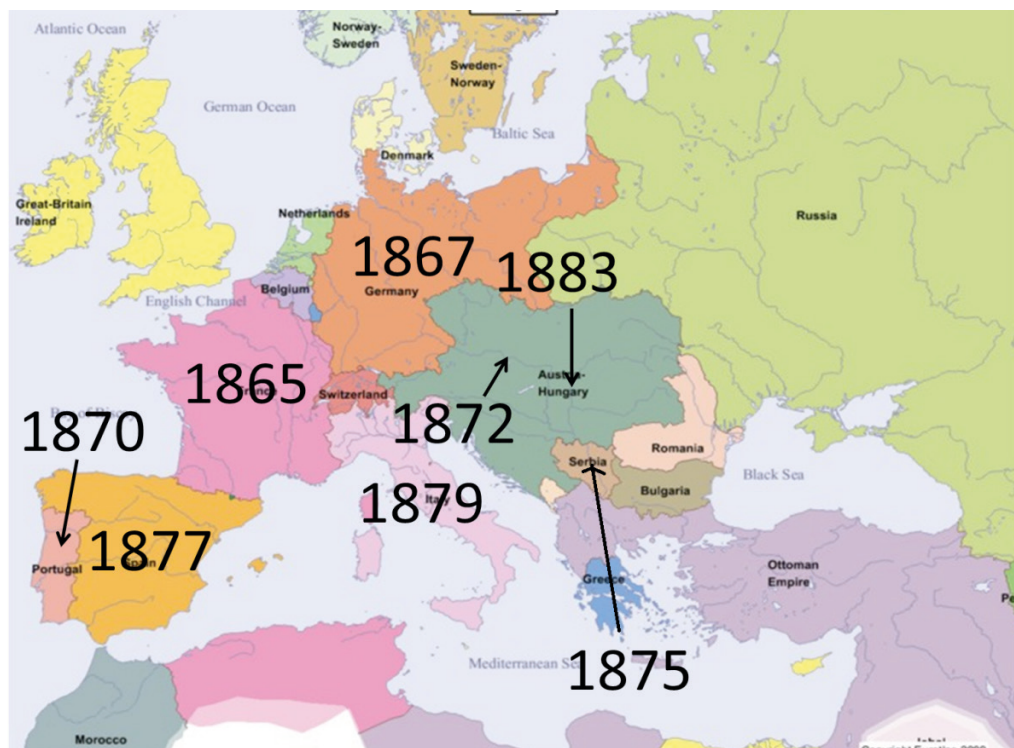 Atlantic Ocean
Norway-
Sweden
Sweden-
Norway
German Ocean
Baltic Sea
Denmark
Great-Britain
Ireland
Netherlands
Russia
1867
1883
Belgium
Germany
English Channel
1865
Switzerland
Austria-
Hungary
1872
1870
Romania
Serbia
Black Sea
Bulgaria
1879
Italy
1877
Portugal
Spain
Greece
Ottoman
Empire
Mediterranean Sea
1875
Morocco